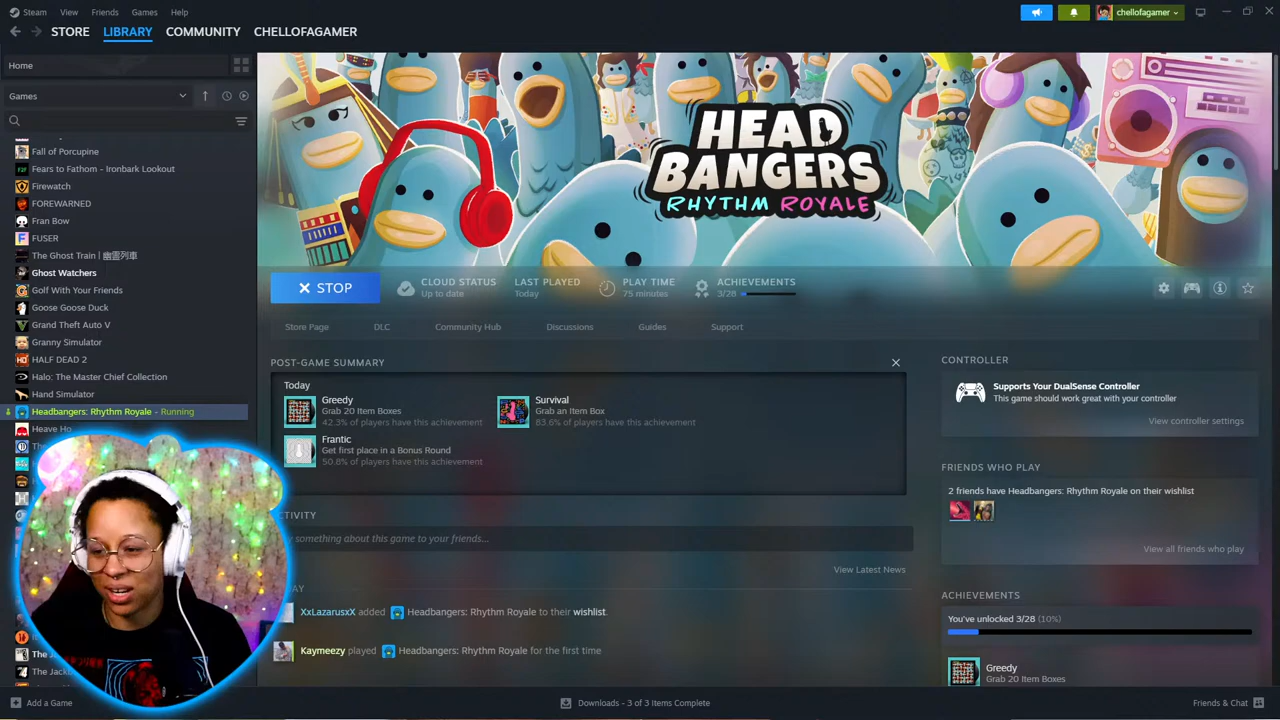 Steam View Friends Games Help
chellofagamer
STORE LIBRARY COMMUNITY CHELLOFAGAMER
Home
Games
Fall of Porcupine
Fears to Fathom - Ironbark Lookout
Firewatch
FOREWARNED
Fran Bow
FUSER
The Ghost Train | 幽霊列車
Ghost Watchers
Golf With Your Friends
Goose Goose Duck
Grand Theft Auto V
Granny Simulator
HALF DEAD 2
Halo: The Master Chief Collection
Hand Simulator
Headbangers: Rhythm Royale - Running
Heave Ho
The Jackb
Add a Game
HEAD
BANGERS
RHYTHM ROYALE
STOP
CLOUD STATUS
Up to date
LAST PLAYED
Today
PLAY TIME
75 minutes
ACHIEVEMENTS
3/28
Store Page DLC Community Hub Discussions Guides Support
POST-GAME SUMMARY
Today
Greedy
Grab 20 Item Boxes
42.3% of players have this achievement
Survival
Grab an Item Box
83.6% of players have this achievement
Frantic
Get first place in a Bonus Round
50.8% of players have this achievement
CTIVITY
something about this game to your friends...
View Latest News
XxLazarusxX added Headbangers: Rhythm Royale to their wishlist.
Kaymeezy played Headbangers: Rhythm Royale for the first time
CONTROLLER
Supports Your DualSense Controller
This game should work great with your controller
View controller settings
FRIENDS WHO PLAY
2 friends have Headbangers: Rhythm Royale on their wishlist
View all friends who play
ACHIEVEMENTS
You've unlocked 3/28 (10%)
Greedy
Grab 20 Item Boxes
Downloads - 3 of 3 Items Complete
Friends & Chat